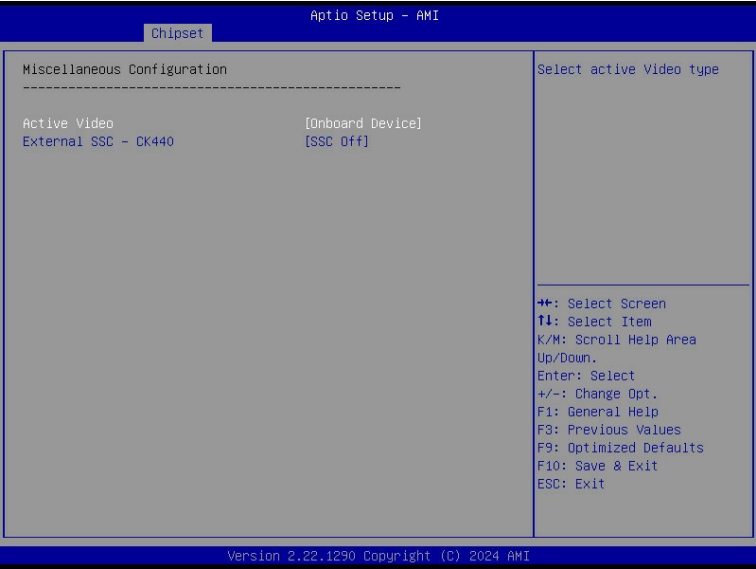 Aptio Setup – AMI
Chipset
Miscellaneous Configuration
--------------------------------------------------
Active Video [Onboard Device]
External SSC – CK440 [SSC Off]
Select active Video type
→←: Select Screen
↑↓: Select Item
K/M: Scroll Help Area
Up/Down.
Enter: Select
+/-: Change Opt.
F1: General Help
F3: Previous Values
F9: Optimized Defaults
F10: Save & Exit
ESC: Exit
Version 2.22.1290 Copyright (C) 2024 AMI